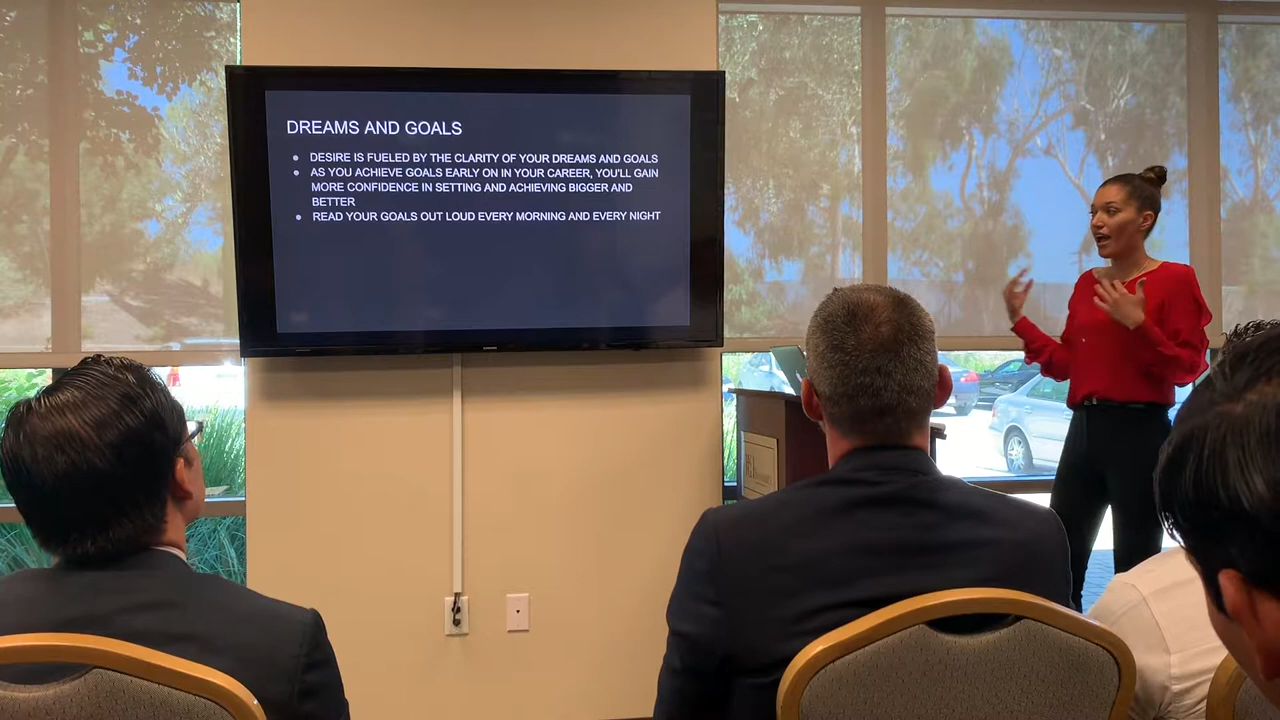 DREAMS AND GOALS
● DESIRE IS FUELED BY THE CLARITY OF YOUR DREAMS AND GOALS
● AS YOU ACHIEVE GOALS EARLY ON IN YOUR CAREER, YOU'LL GAIN
MORE CONFIDENCE IN SETTING AND ACHIEVING BIGGER AND
BETTER
● READ YOUR GOALS OUT LOUD EVERY MORNING AND EVERY NIGHT